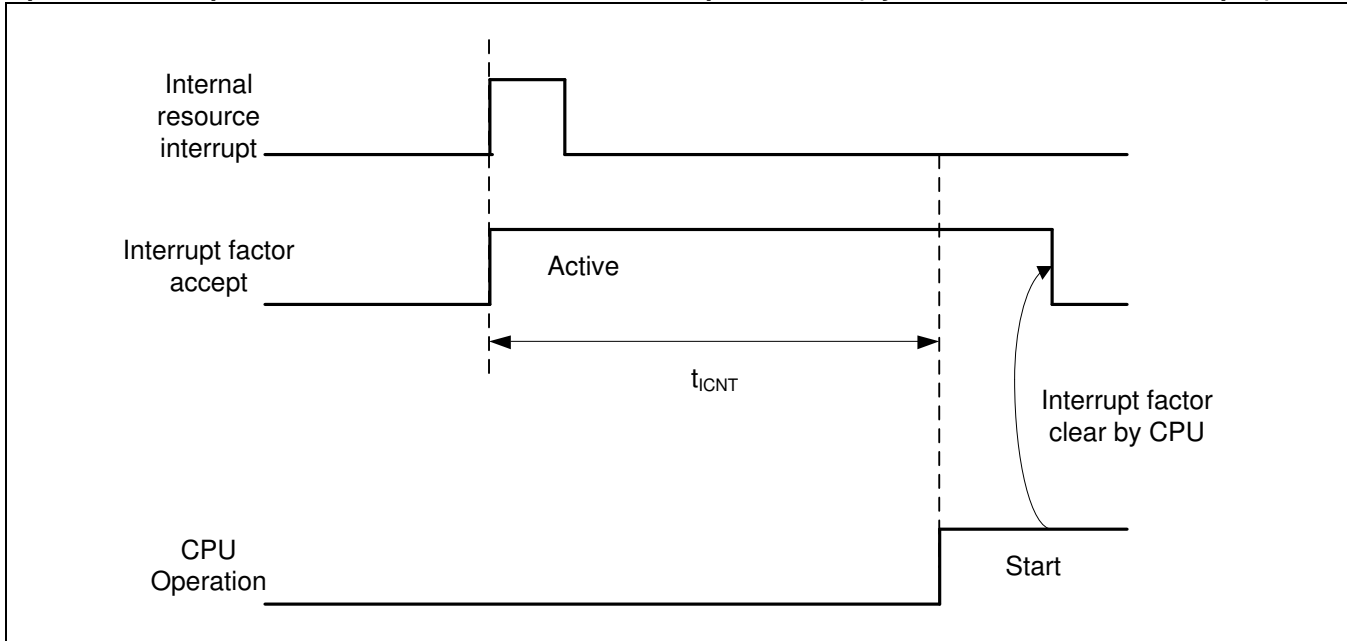 Internal
resource
interrupt
Interrupt factor
accept
Active
tICNT
Interrupt factor
clear by CPU
CPU
Operation
Start